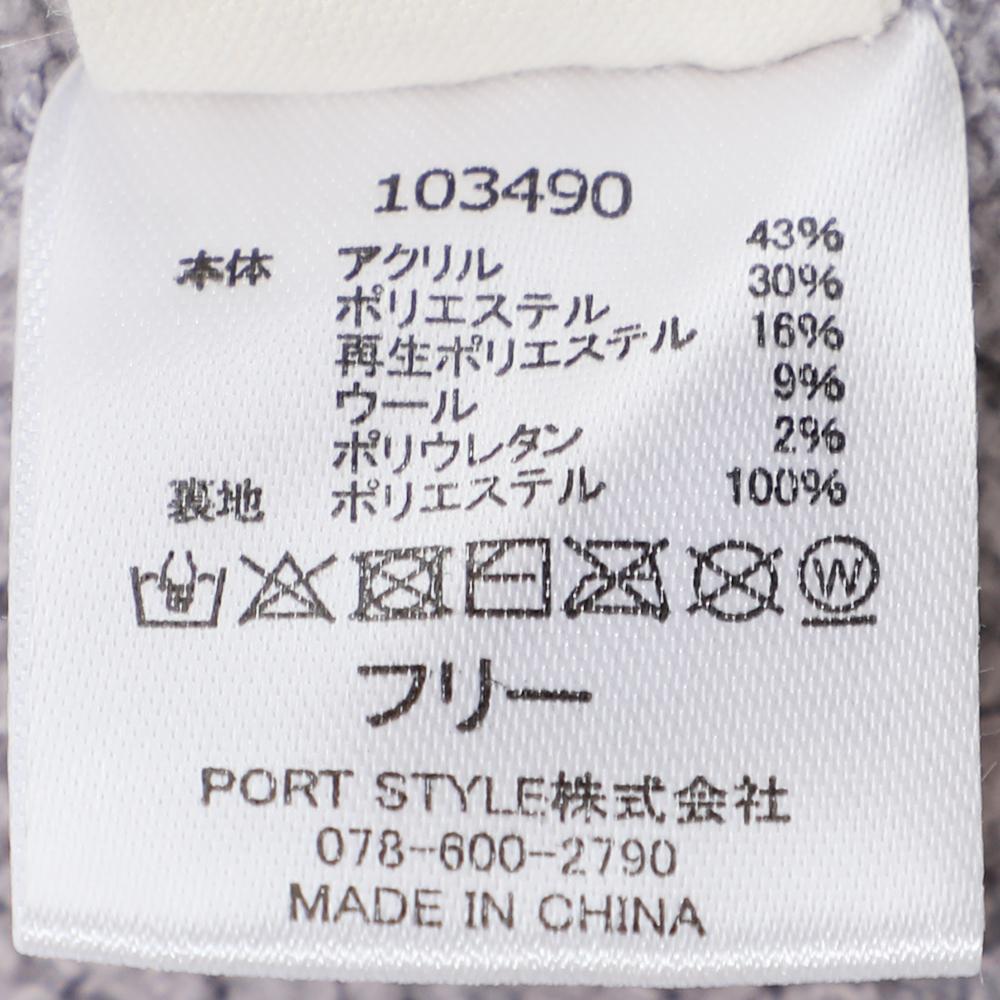 103490
本体 アクリル 43%
ポリエステル 30%
再生ポリエステル 16%
ウール 9%
ポリウレタン 2%
裏地 ポリエステル 100%
W
フリー
PORT STYLE株式会社
078-600-2790
MADE IN CHINA